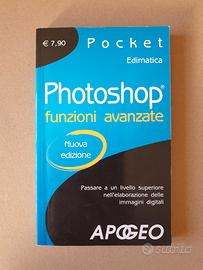 € 7,90
Pocket
Edimatica
Photoshop®
funzioni avanzate
Nuova
edizione
Passare a un livello superiore
nell'elaborazione delle
immagini digitali
APOGEO
subito